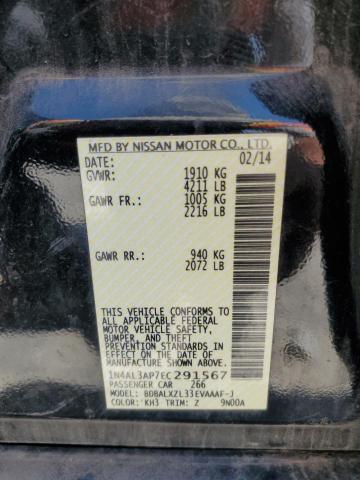 MFD BY NISSAN MOTOR CO., LTD.
DATE: 02/14
GVWR: 1910 KG
4211 LB
GAWR FR.: 1005 KG
2216 LB
GAWR RR.: 940 KG
2072 LB
THIS VEHICLE CONFORMS TO
ALL APPLICABLE FEDERAL
MOTOR VEHICLE SAFETY,
BUMPER, AND THEFT
PREVENTION STANDARDS IN
EFFECT ON THE DATE OF
MANUFACTURE SHOWN ABOVE.
1N4AL3AP7EC291567
PASSENGER CAR 266
MODEL: BDBALXZL33EVAAAF-J
COLOR: KH3 TRIM: Z 9N00A